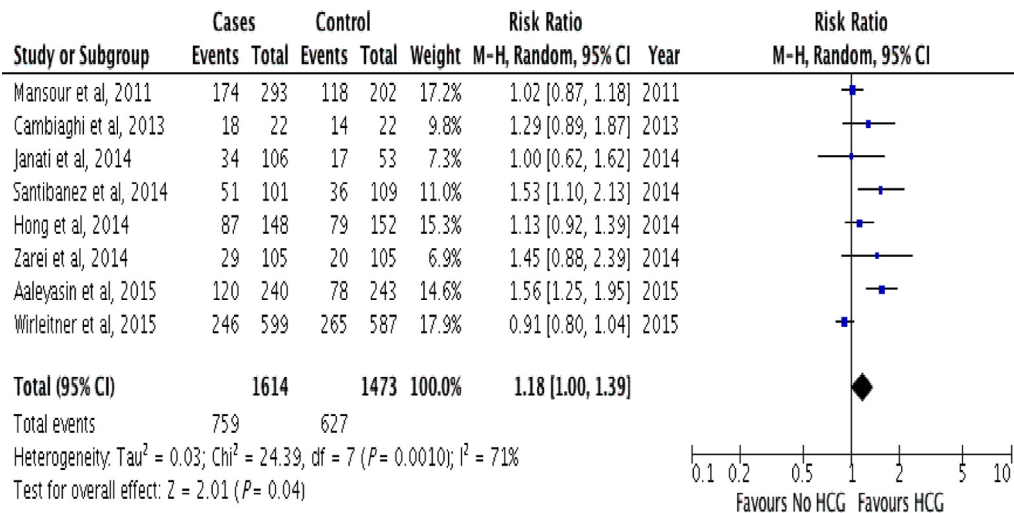 Cases Control Risk Ratio Risk Ratio
Study or Subgroup Events Total Events Total Weight M-H, Random, 95% CI Year M-H, Random, 95% CI
Mansour et al, 2011 174 293 118 202 17.2% 1.02 [0.87, 1.18] 2011
Cambiaghi et al, 2013 18 22 14 22 9.8% 1.29 [0.89, 1.87] 2013
Janati et al, 2014 34 106 17 53 7.3% 1.00 [0.62, 1.62] 2014
Santibanez et al, 2014 51 101 36 109 11.0% 1.53 [1.10, 2.13] 2014
Hong et al, 2014 87 148 79 152 15.3% 1.13 [0.92, 1.39] 2014
Zarei et al, 2014 29 105 20 105 6.9% 1.45 [0.88, 2.39] 2014
Aaleyasin et al, 2015 120 240 78 243 14.6% 1.56 [1.25, 1.95] 2015
Wirleitner et al, 2015 246 599 265 587 17.9% 0.91 [0.80, 1.04] 2015
Total (95% CI) 1614 1473 100.0% 1.18 [1.00, 1.39]
Total events 759 627
Heterogeneity: Tau² = 0.03; Chi² = 24.39, df = 7 (P = 0.0010); I² = 71%
Test for overall effect: Z = 2.01 (P = 0.04)
0.1 0.2 0.5 1 2 5 10
Favours No HCG Favours HCG